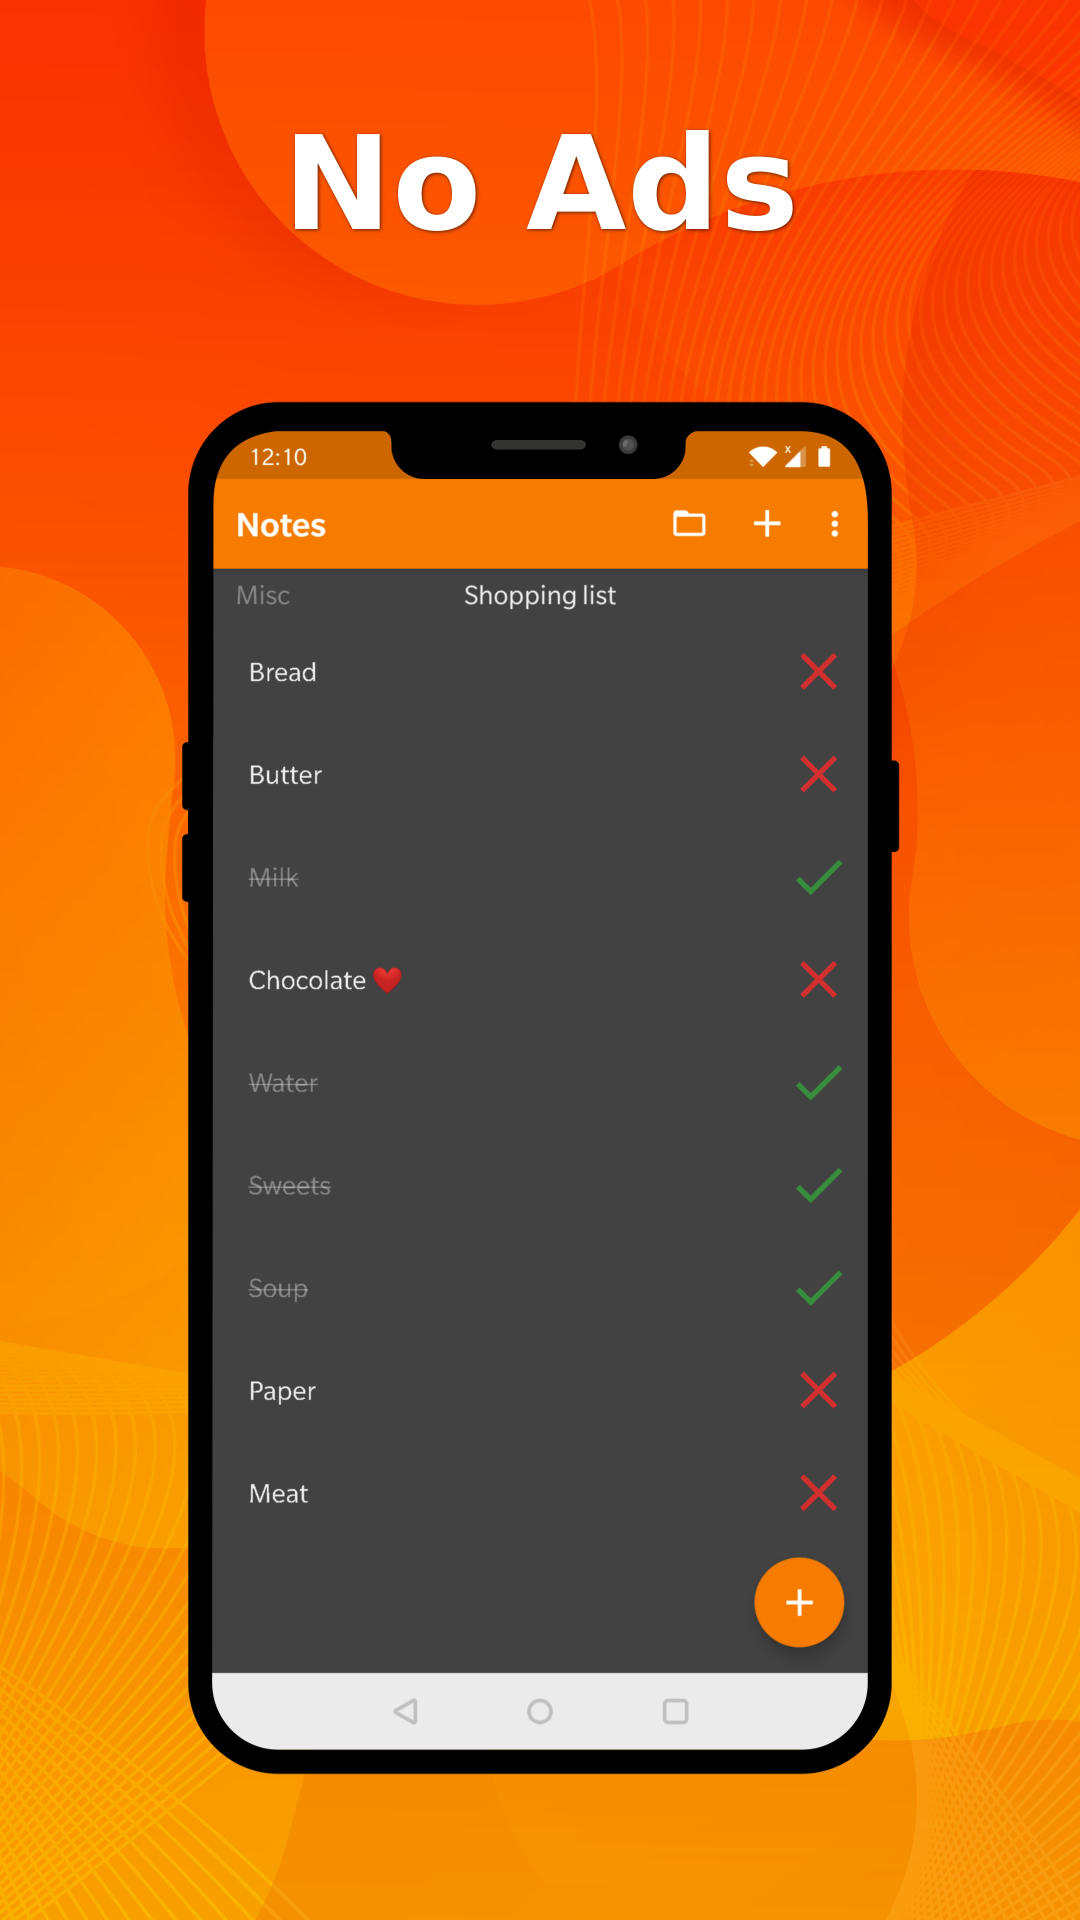 No Ads
12:10
Notes
Misc
Shopping list
Bread
Butter
Milk
Chocolate ❤️
Water
Sweets
Soup
Paper
Meat